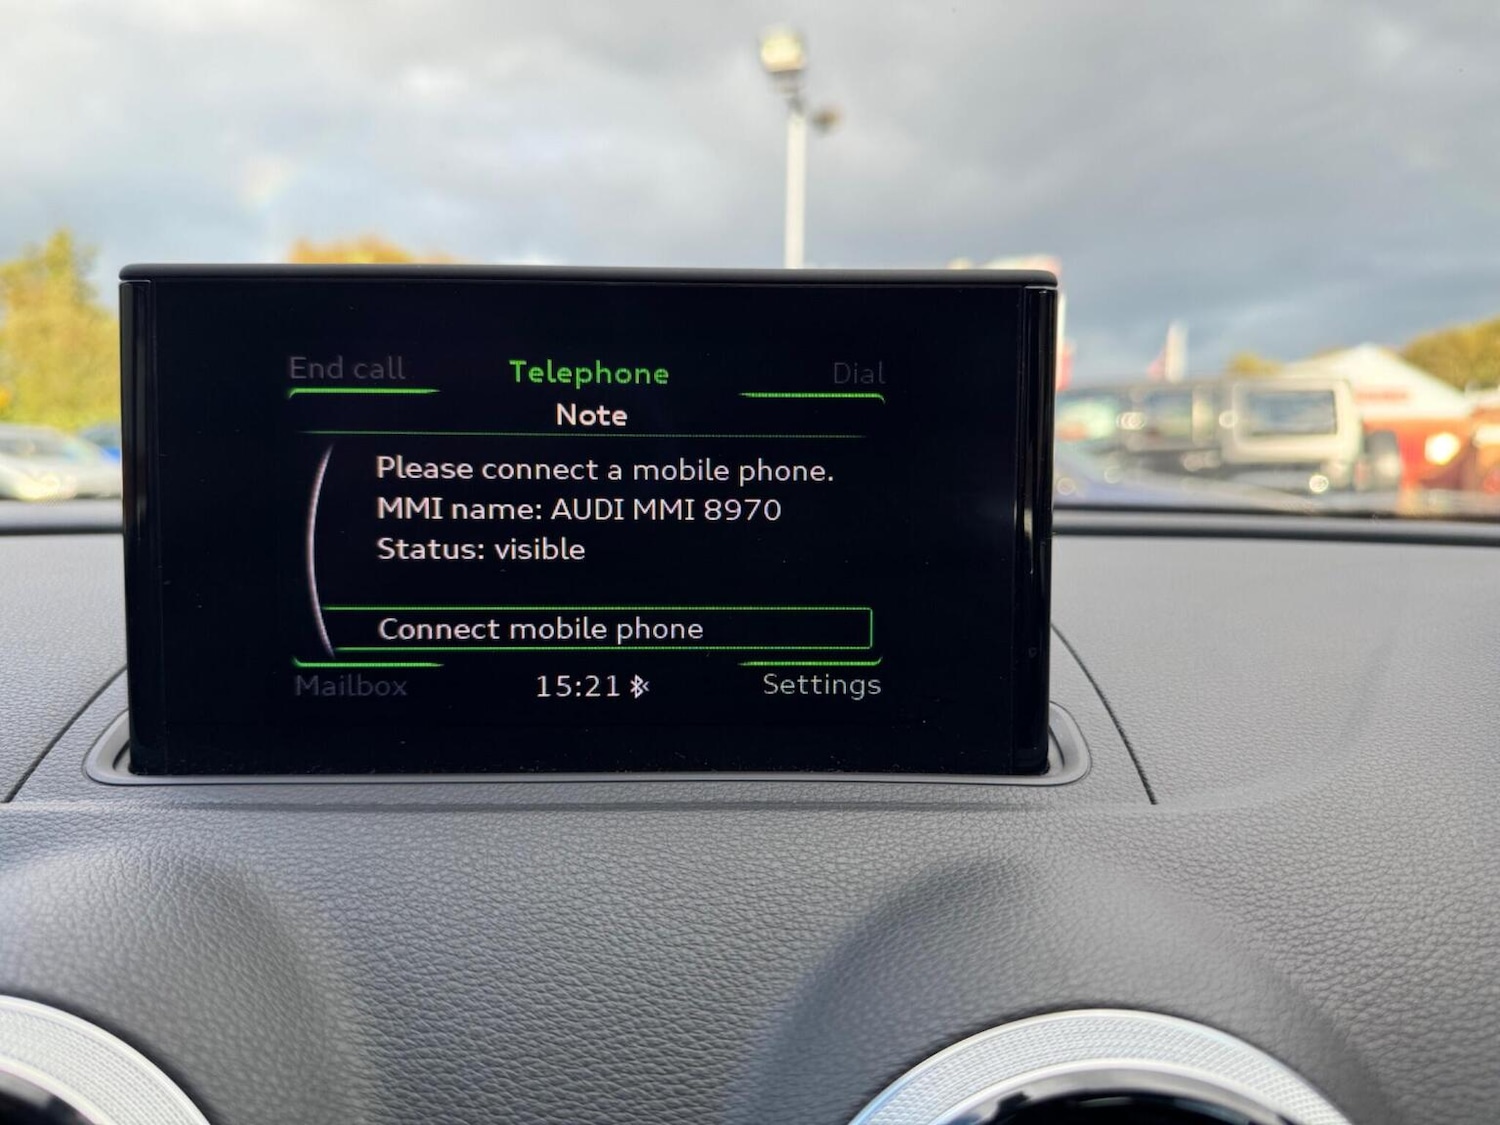 End call Telephone Dial
Note
Please connect a mobile phone.
MMI name: AUDI MMI 8970
Status: visible
Connect mobile phone
Mailbox 15:21 Settings